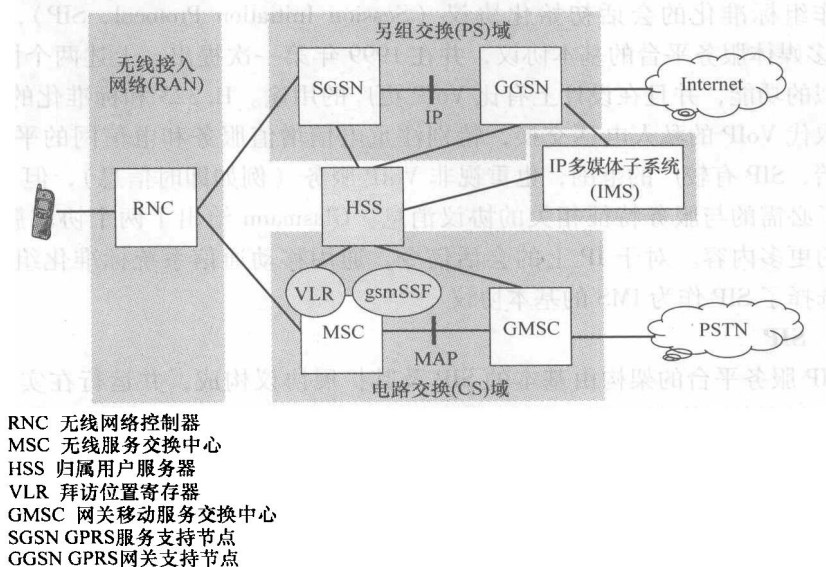 另组交换(PS)域
无线接入
网络(RAN)
SGSN
GGSN
Internet
IP
IP多媒体子系统
(IMS)
RNC
HSS
VLR
gsmSSF
MSC
GMSC
PSTN
MAP
电路交换(CS)域
RNC 无线网络控制器
MSC 无线服务交换中心
HSS 归属用户服务器
VLR 拜访位置寄存器
GMSC 网关移动服务交换中心
SGSN GPRS服务支持节点
GGSN GPRS网关支持节点